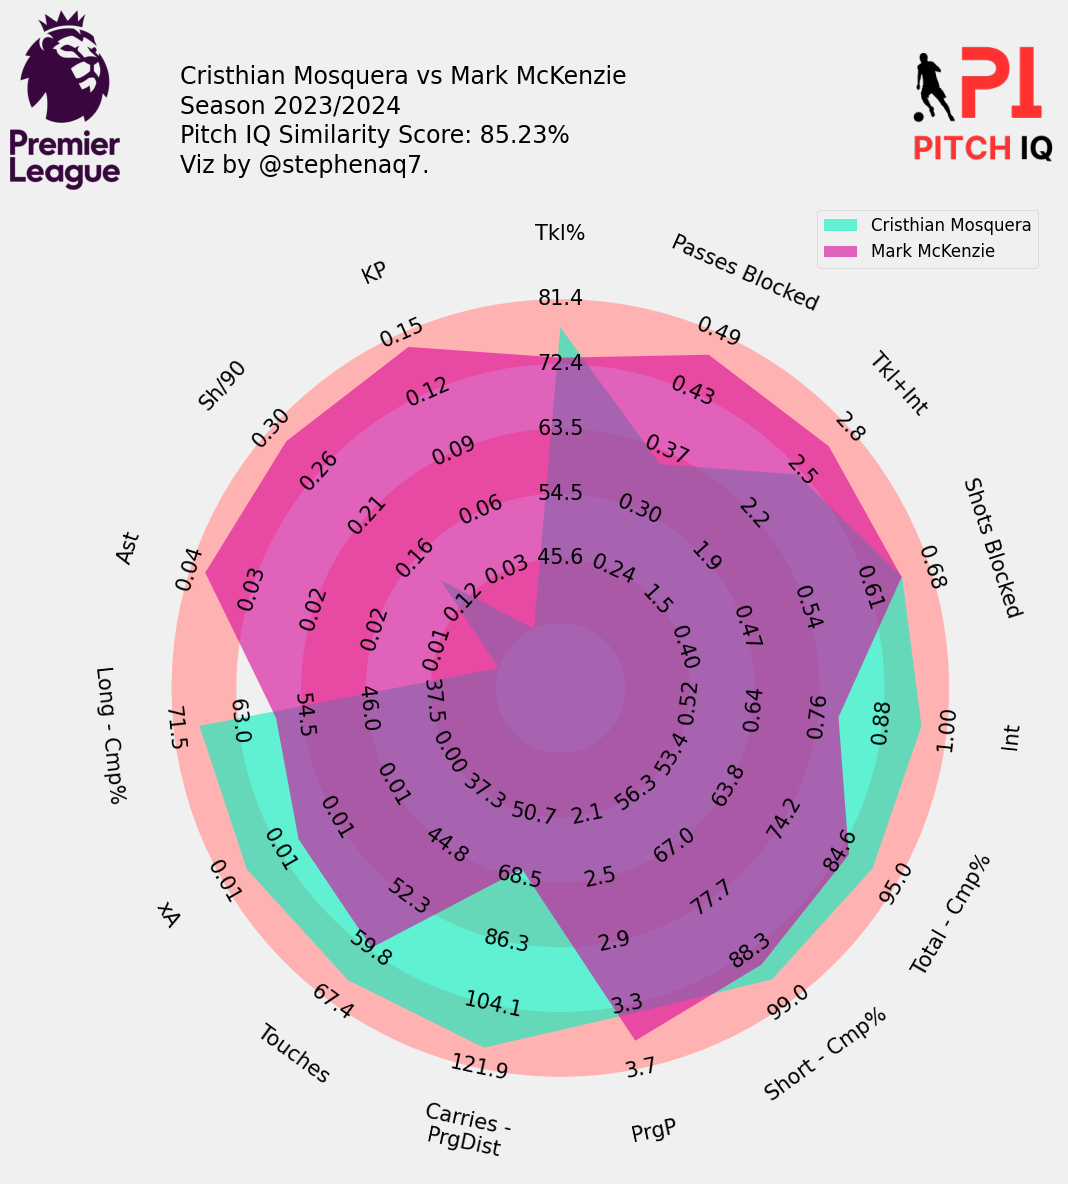 Premier
League
Cristhian Mosquera vs Mark McKenzie
Season 2023/2024
Pitch IQ Similarity Score: 85.23%
Viz by @stephenaq7.
PI
PITCH IQ
Cristhian Mosquera
Mark McKenzie
Tkl%
81.4
72.4
63.5
54.5
45.6
Passes Blocked
0.49
0.43
0.37
0.30
0.24
Tkl+Int
2.8
2.5
2.2
1.9
1.5
Shots Blocked
0.68
0.61
0.54
0.47
0.40
Int
1.00
0.88
0.76
0.64
0.52
Total - Cmp%
95.0
84.6
74.2
63.8
53.4
Short - Cmp%
99.0
88.3
77.7
67.0
56.3
PrgP
3.7
3.3
2.9
2.5
2.1
Carries -
PrgDist
121.9
104.1
86.3
68.5
50.7
Touches
67.4
59.8
52.3
44.8
37.3
xA
0.01
0.01
0.01
0.01
0.00
Long - Cmp%
71.5
63.0
54.5
46.0
37.5
Ast
0.04
0.03
0.02
0.02
0.01
Sh/90
0.30
0.26
0.21
0.16
0.12
KP
0.15
0.12
0.09
0.06
0.03